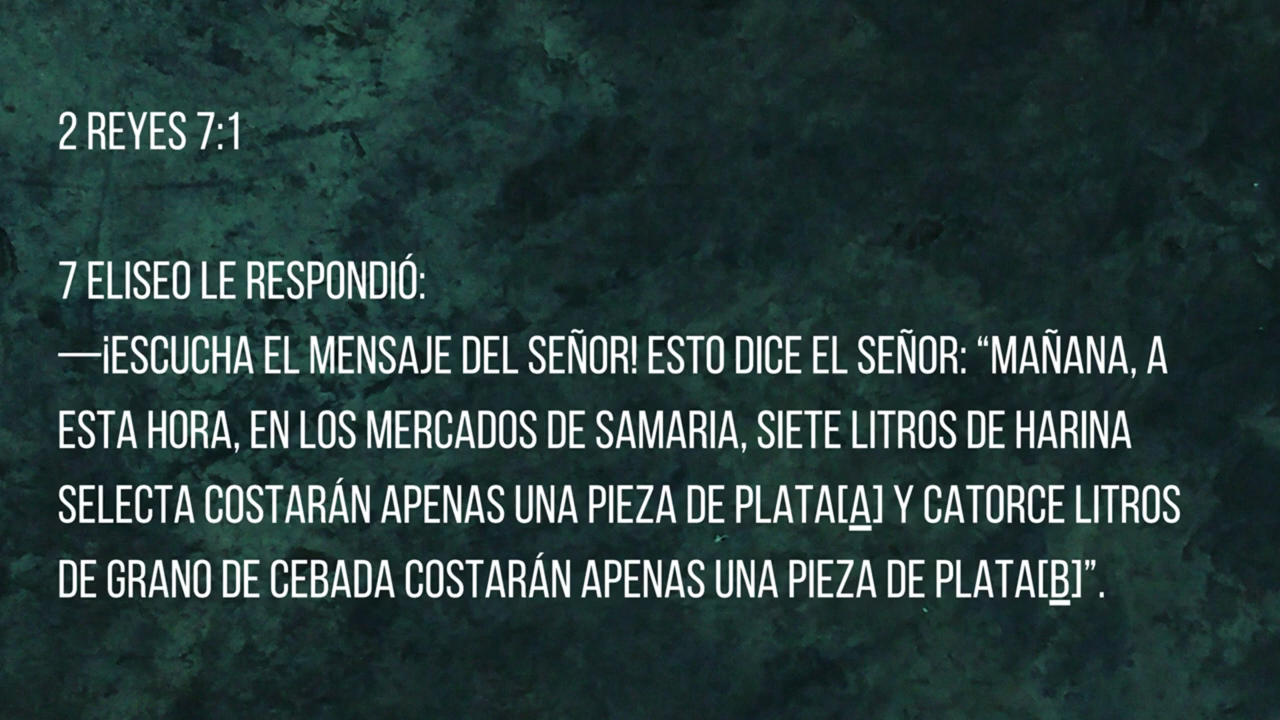 2 REYES 7:1
7 ELISEO LE RESPONDIÓ:
—¡ESCUCHA EL MENSAJE DEL SEÑOR! ESTO DICE EL SEÑOR: “MAÑANA, A
ESTA HORA, EN LOS MERCADOS DE SAMARIA, SIETE LITROS DE HARINA
SELECTA COSTARÁN APENAS UNA PIEZA DE PLATA[A] Y CATORCE LITROS
DE GRANO DE CEBADA COSTARÁN APENAS UNA PIEZA DE PLATA[B]”.